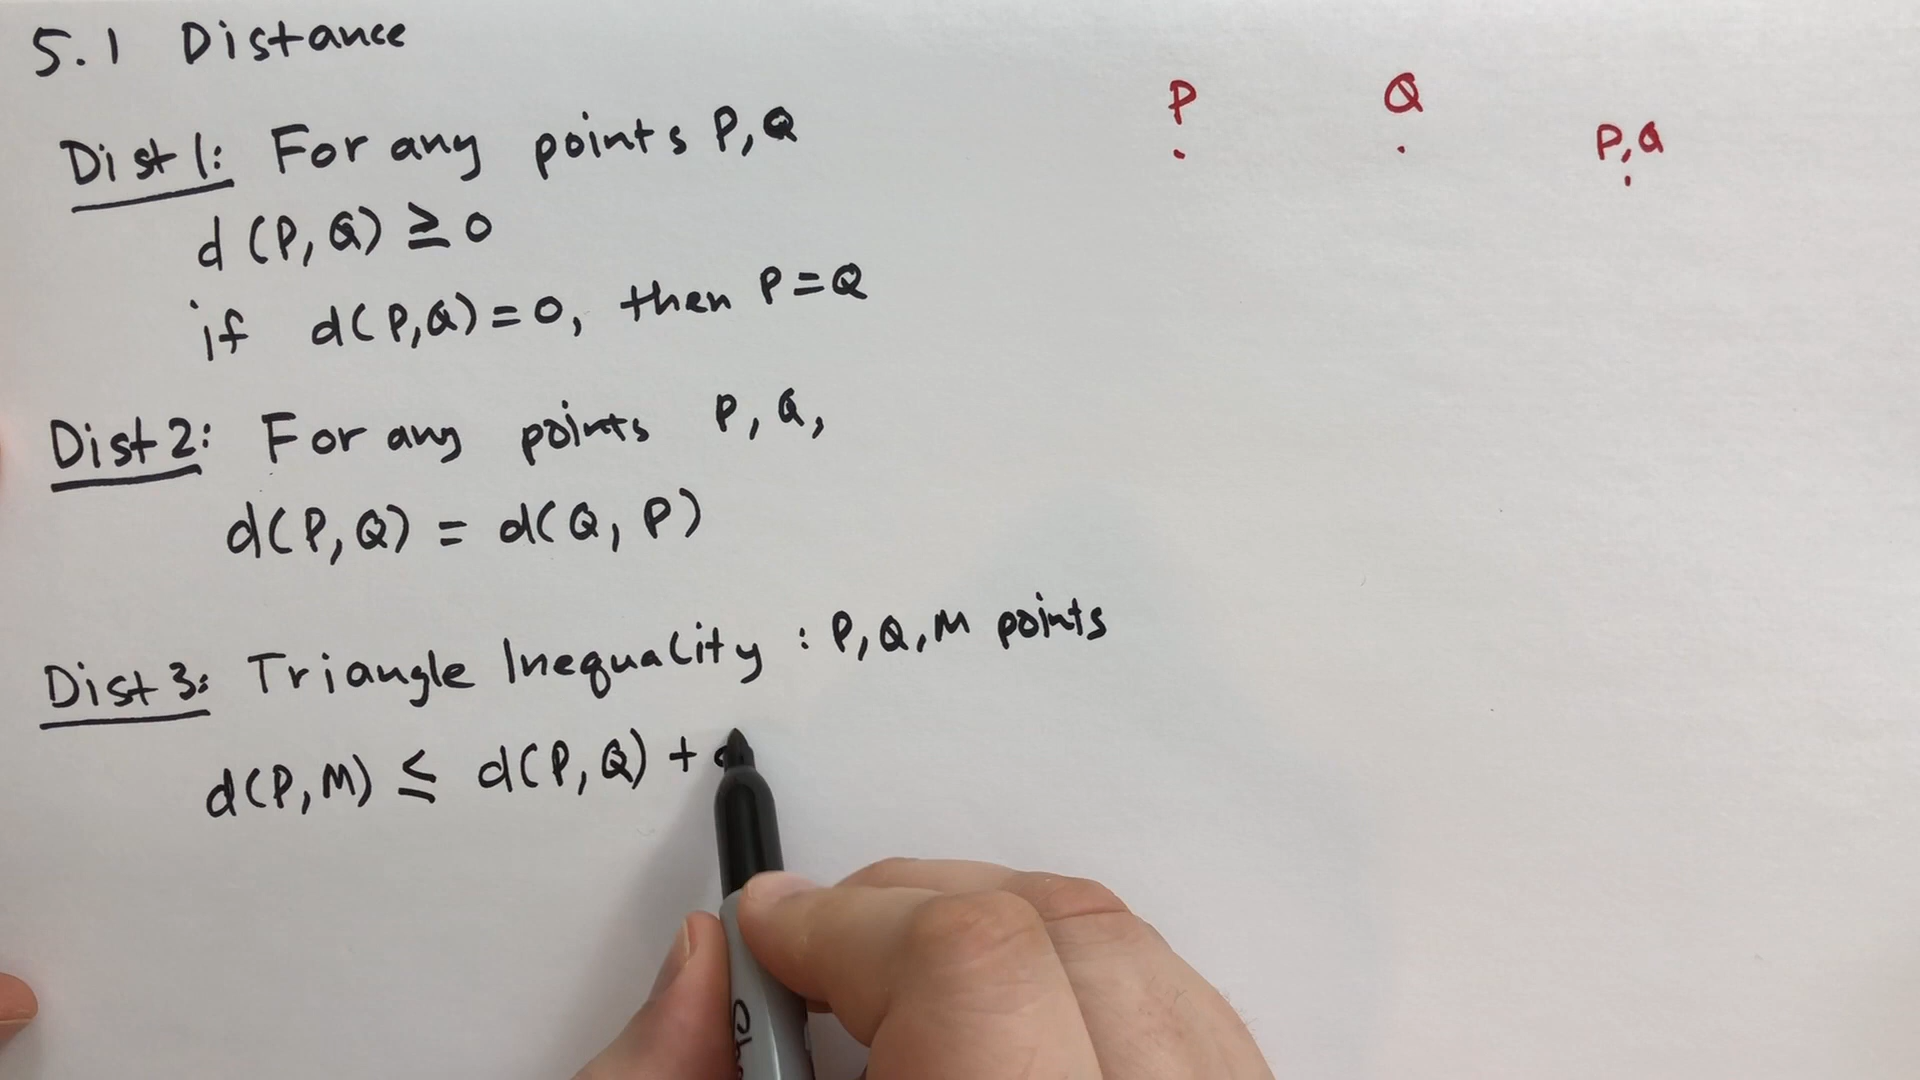 5.1 Distance
P Q
P,Q
Dist 1: For any points P,Q
d(P,Q) ≥ 0
if d(P,Q)=0, then P=Q
Dist 2: For any points P, Q,
d(P,Q) = d(Q, P)
Dist 3: Triangle Inequality : P,Q,M points
d(P,M) ≤ d(P,Q) +